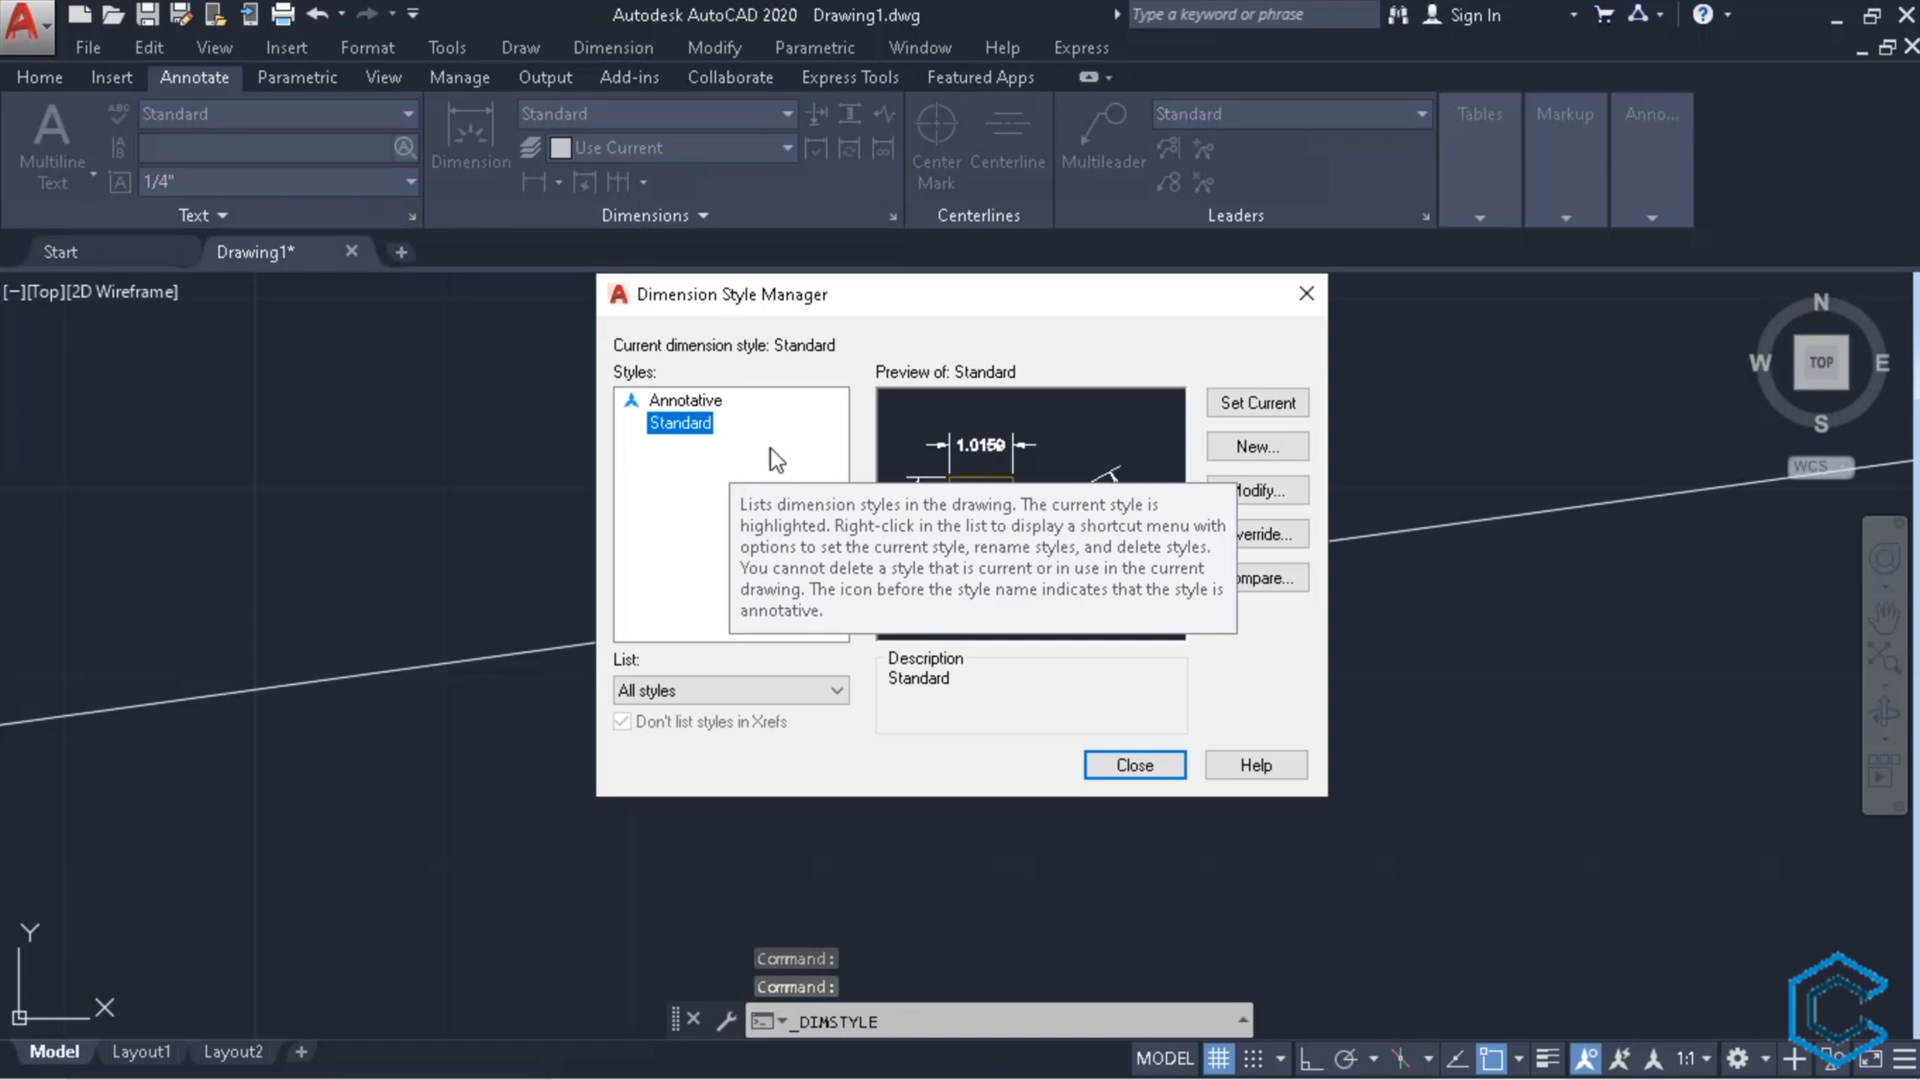 Autodesk AutoCAD 2020 Drawing1.dwg
Type a keyword or phrase
Sign In
File Edit View Insert Format Tools Draw Dimension Modify Parametric Window Help Express
Home Insert Annotate Parametric View Manage Output Add-ins Collaborate Express Tools Featured Apps
Standard
Standard
Standard
Tables
Markup
Anno...
Multiline
Text
Dimension
Use Current
Center
Mark
Centerline
Multileader
1/4"
Text
Dimensions
Centerlines
Leaders
Start
Drawing1*
[−][Top][2D Wireframe]
Dimension Style Manager
Current dimension style: Standard
Styles:
Preview of: Standard
Annotative
Standard
Set Current
New...
Modify...
verride...
ompare...
Lists dimension styles in the drawing. The current style is
highlighted. Right-click in the list to display a shortcut menu with
options to set the current style, rename styles, and delete styles.
You cannot delete a style that is current or in use in the current
drawing. The icon before the style name indicates that the style is
annotative.
List:
All styles
Don't list styles in Xrefs
Description
Standard
Close
Help
N
W
TOP
E
S
WCS
Y
X
Command:
Command:
_DIMSTYLE
Model Layout1 Layout2
MODEL
1:1